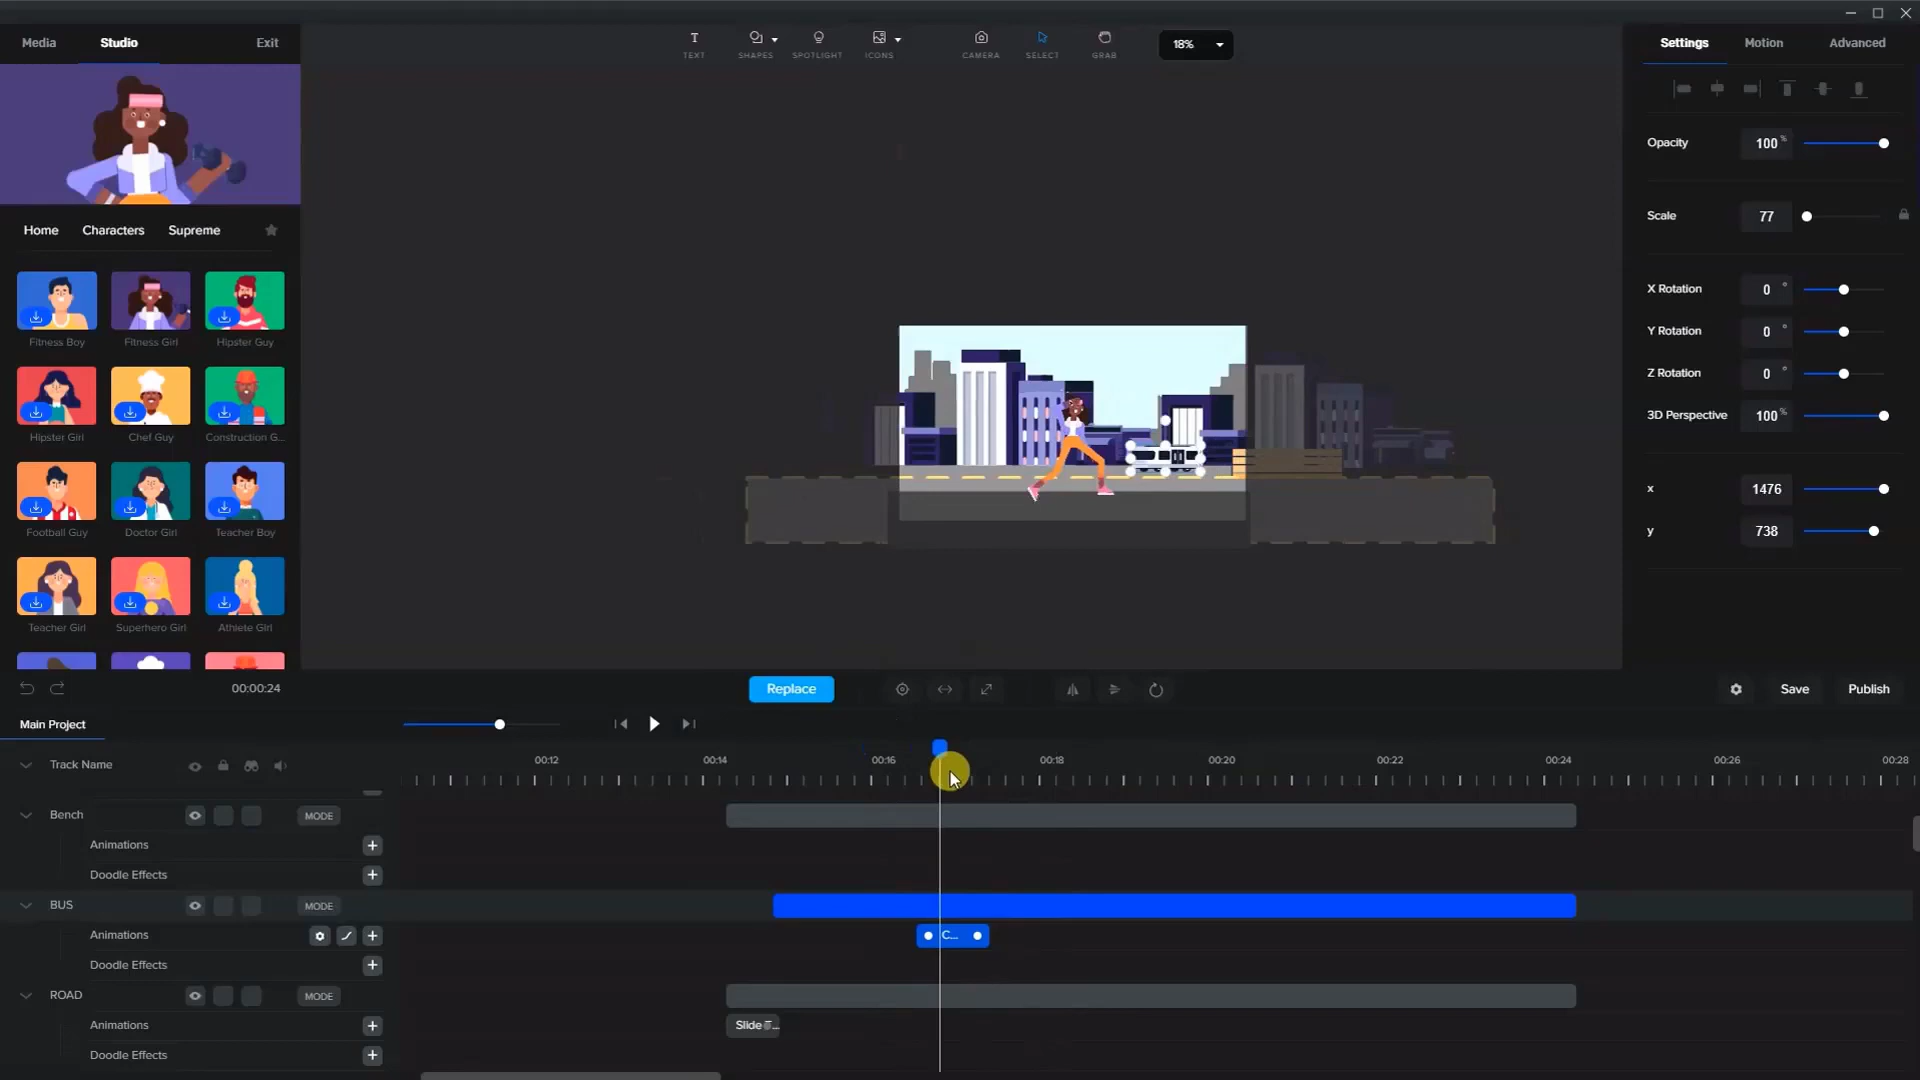 Media Studio Exit
TEXT SHAPES SPOTLIGHT ICONS CAMERA SELECT GRAB 18%
Settings Motion Advanced
Opacity 100 %
Scale 77
X Rotation 0 °
Y Rotation 0 °
Z Rotation 0 °
3D Perspective 100 %
x 1476
y 738
Home Characters Supreme
Fitness Boy Fitness Girl Hipster Guy
Hipster Girl Chef Guy Construction G...
Football Guy Doctor Girl Teacher Boy
Teacher Girl Superhero Girl Athlete Girl
00:00:24
Replace
Save Publish
Main Project
Track Name
00:12 00:14 00:16 00:18 00:20 00:22 00:24 00:26 00:28
Bench MODE
Animations
Doodle Effects
BUS MODE
Animations C...
Doodle Effects
ROAD MODE
Animations Slide
Doodle Effects